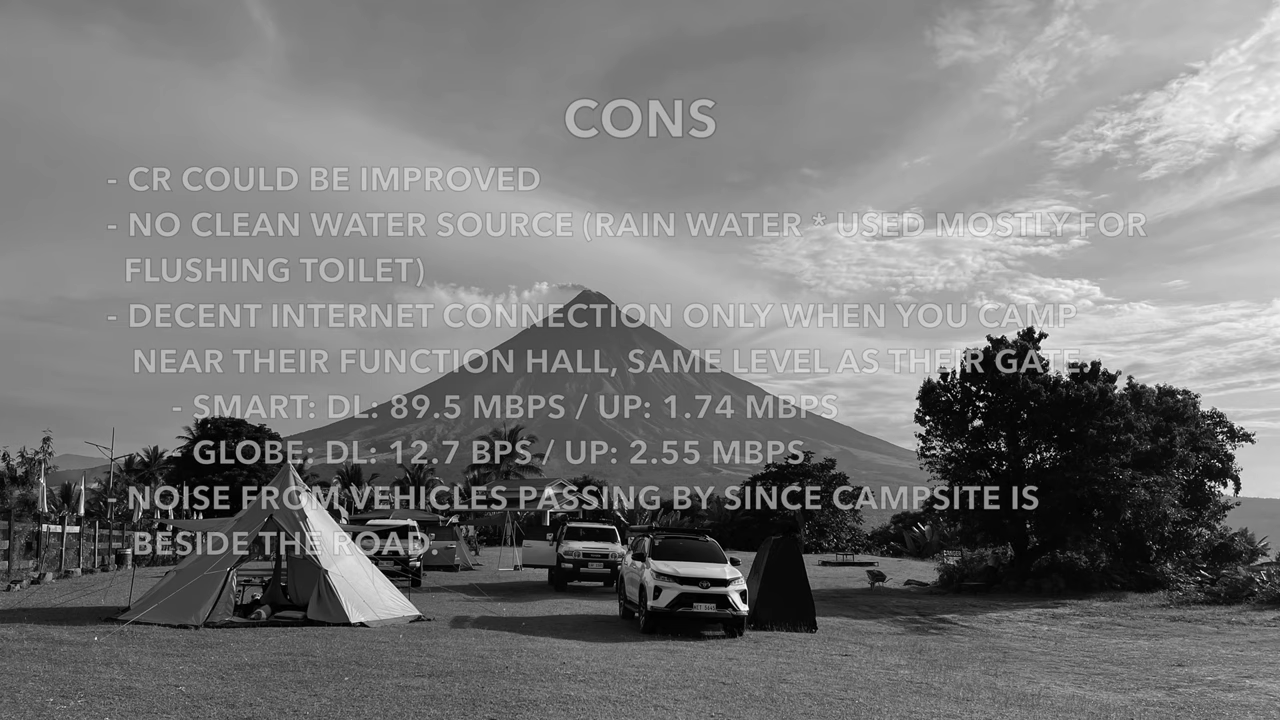 CONS
- CR COULD BE IMPROVED
- NO CLEAN WATER SOURCE (RAIN WATER * USED MOSTLY FOR
FLUSHING TOILET)
- DECENT INTERNET CONNECTION ONLY WHEN YOU CAMP
NEAR THEIR FUNCTION HALL, SAME LEVEL AS THEIR GATE
- SMART: DL: 89.5 MBPS / UP: 1.74 MBPS
GLOBE: DL: 12.7 BPS / UP: 2.55 MBPS
- NOISE FROM VEHICLES PASSING BY SINCE CAMPSITE IS
BESIDE THE ROAD